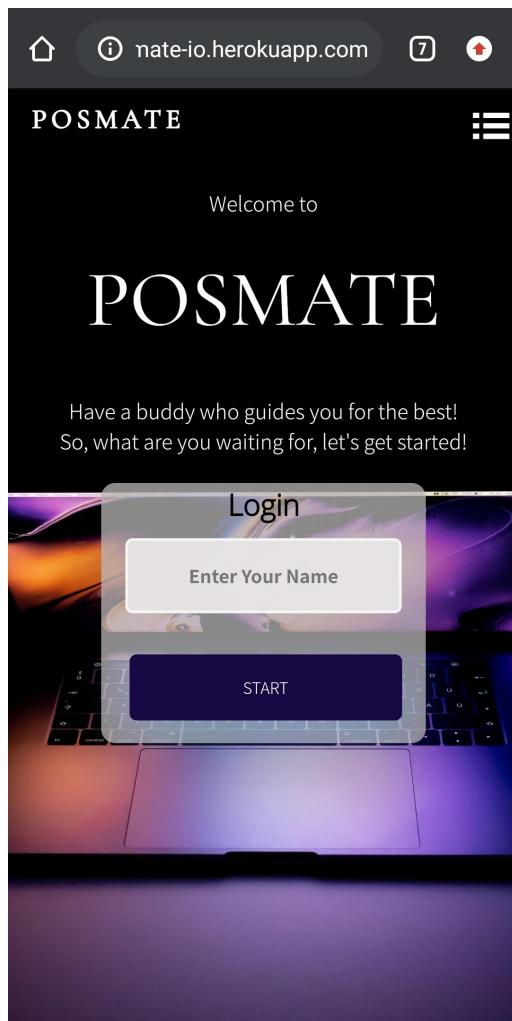 nate-io.herokuapp.com
7
POSMATE
Welcome to
POSMATE
Have a buddy who guides you for the best!
So, what are you waiting for, let's get started!
Login
Enter Your Name
START